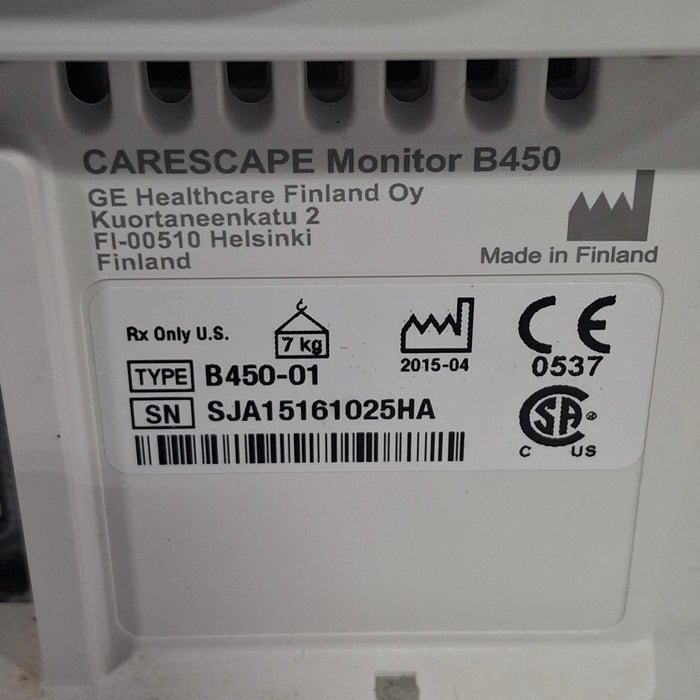 CARESCAPE Monitor B450
GE Healthcare Finland Oy
Kuortaneenkatu 2
FI-00510 Helsinki
Finland
Made in Finland
Rx Only U.S.
7 kg
2015-04
CE
0537
TYPE B450-01
SN SJA15161025HA
CSA
C US